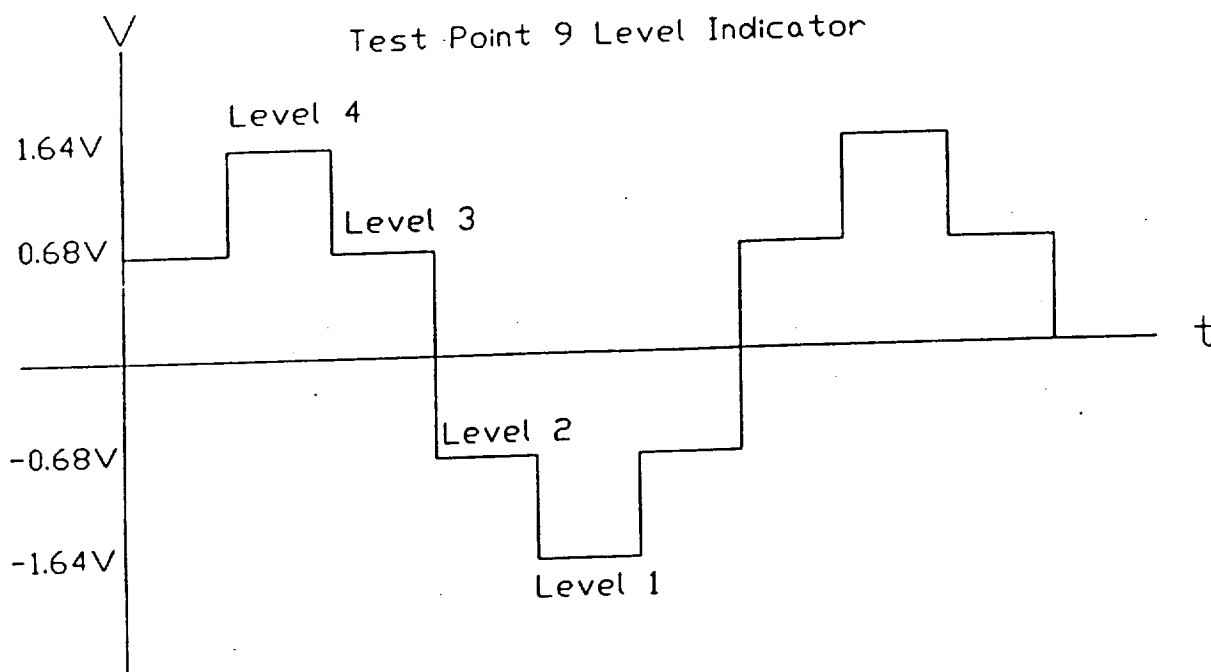 V
Test Point 9 Level Indicator
Level 4
1.64V
Level 3
0.68V
t
Level 2
-0.68V
-1.64V
Level 1